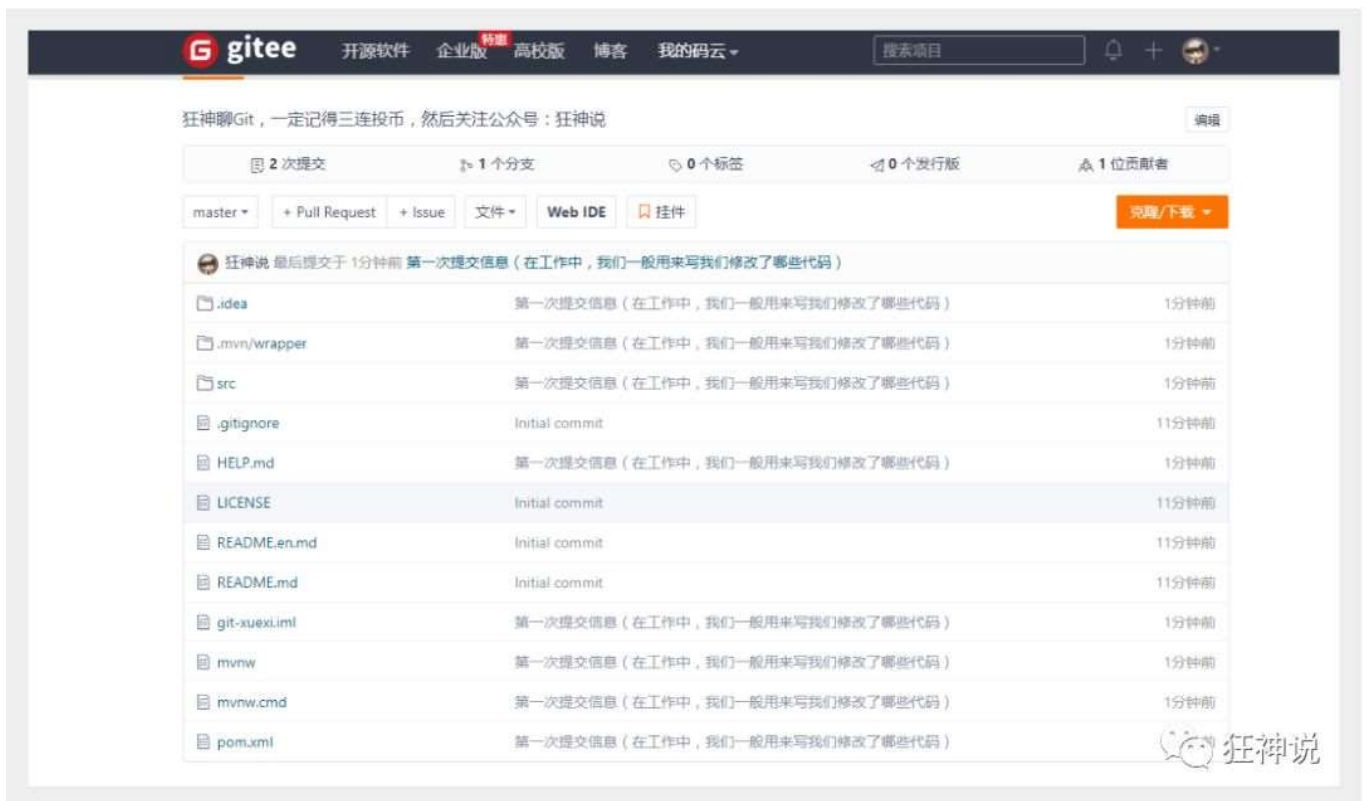 gitee 开源软件 企业版 特惠 高校版 博客 我的码云 搜索项目
狂神聊Git，一定记得三连投币，然后关注公众号：狂神说 编辑
2 次提交 1 个分支 0 个标签 0 个发行版 1 位贡献者
master + Pull Request + Issue 文件 Web IDE 挂件 克隆/下载
狂神说 最后提交于 1分钟前 第一次提交信息（在工作中，我们一般用来写我们修改了哪些代码）
.idea 第一次提交信息（在工作中，我们一般用来写我们修改了哪些代码） 1分钟前
.mvn/wrapper 第一次提交信息（在工作中，我们一般用来写我们修改了哪些代码） 1分钟前
src 第一次提交信息（在工作中，我们一般用来写我们修改了哪些代码） 1分钟前
.gitignore Initial commit 11分钟前
HELP.md 第一次提交信息（在工作中，我们一般用来写我们修改了哪些代码） 1分钟前
LICENSE Initial commit 11分钟前
README.en.md Initial commit 11分钟前
README.md Initial commit 11分钟前
git-xuexi.iml 第一次提交信息（在工作中，我们一般用来写我们修改了哪些代码） 1分钟前
mvnw 第一次提交信息（在工作中，我们一般用来写我们修改了哪些代码） 1分钟前
mvnw.cmd 第一次提交信息（在工作中，我们一般用来写我们修改了哪些代码） 1分钟前
pom.xml 第一次提交信息（在工作中，我们一般用来写我们修改了哪些代码）
狂神说